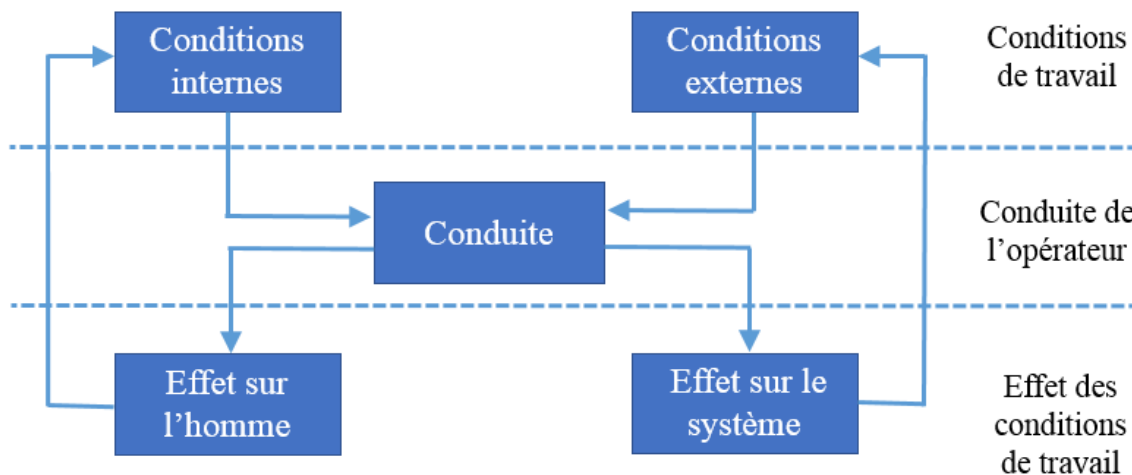 Conditions
internes
Conditions
externes
Conditions
de travail
Conduite
Conduite de
l’opérateur
Effet sur
l’homme
Effet sur le
système
Effet des
conditions
de travail